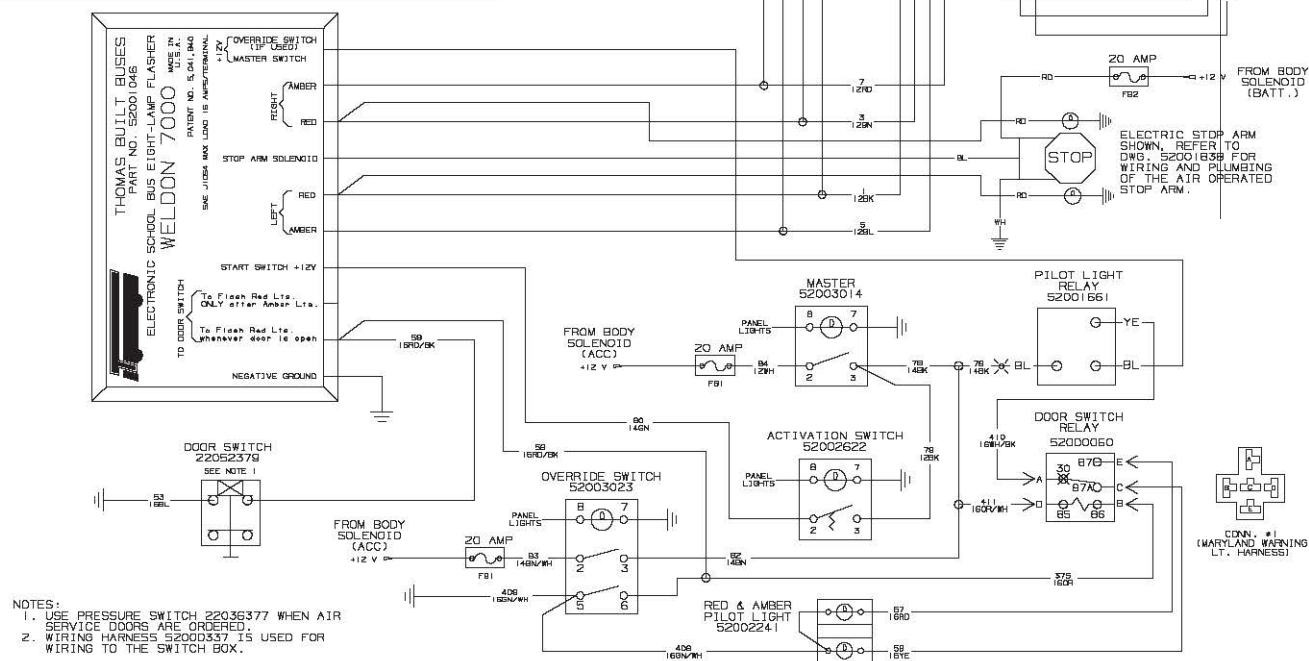 THOMAS BUILT BUSES
PART NO. 52001046
ELECTRONIC SCHOOL BUS EIGHT-LAMP FLASHER
WELDON 7000
MADE IN
U.S.A.
PATENT NO. 5,041,
SAE J1054 MAX LOAD 15 AMPS/TERMINAL
+12V
OVERRIDE SWITCH
(IF USED)
MASTER SWITCH
RIGHT
AMBER
RED
STOP ARM SOLENOID
LEFT
RED
AMBER
START SWITCH +12V
TO DOOR SWITCH
To Flash Red Lts.
ONLY after Amber Lts.
To Flash Red Lts.
whenever door is open
NEGATIVE GROUND
7
12RD
3
12BN
BL
1
12BK
5
12BL
20 AMP
FB2
RD
+12 V
FROM BODY
SOLENOID
(BATT.)
RD
STOP
RD
WH
ELECTRIC STOP ARM
SHOWN, REFER TO
DWG. 52001838 FOR
WIRING AND PLUMBING
OF THE AIR OPERATED
STOP ARM.
59
16RD/BK
DOOR SWITCH
22052379
SEE NOTE 1
53
16BL
80
14GN
59
16RD/BK
FROM BODY
SOLENOID
(ACC)
+12 V
20 AMP
FB1
84
12WH
MASTER
52003014
PANEL
LIGHTS
8
7
D
2
3
78
14BK
78
14BK
BL
79
12BK
PILOT LIGHT
RELAY
52001661
YE
BL
ACTIVATION SWITCH
52002622
PANEL
LIGHTS
8
7
D
2
3
410
16WH/BK
411
16OR/WH
DOOR SWITCH
RELAY
52000060
A
30
87
E
87A
C
D
85
86
B
A
B
C
D
E
CONN. #1
(MARYLAND WARNING
LT. HARNESS)
OVERRIDE SWITCH
52003023
PANEL
LIGHTS
8
7
D
2
3
5
6
FROM BODY
SOLENOID
(ACC)
+12 V
20 AMP
FB1
83
14BN/WH
82
14BN
408
16GN/WH
375
16OR
408
16GN/WH
RED & AMBER
PILOT LIGHT
52002241
D
57
16RD
D
58
16YE
NOTES:
1. USE PRESSURE SWITCH 22036377 WHEN AIR
SERVICE DOORS ARE ORDERED.
2. WIRING HARNESS 52000337 IS USED FOR
WIRING TO THE SWITCH BOX.